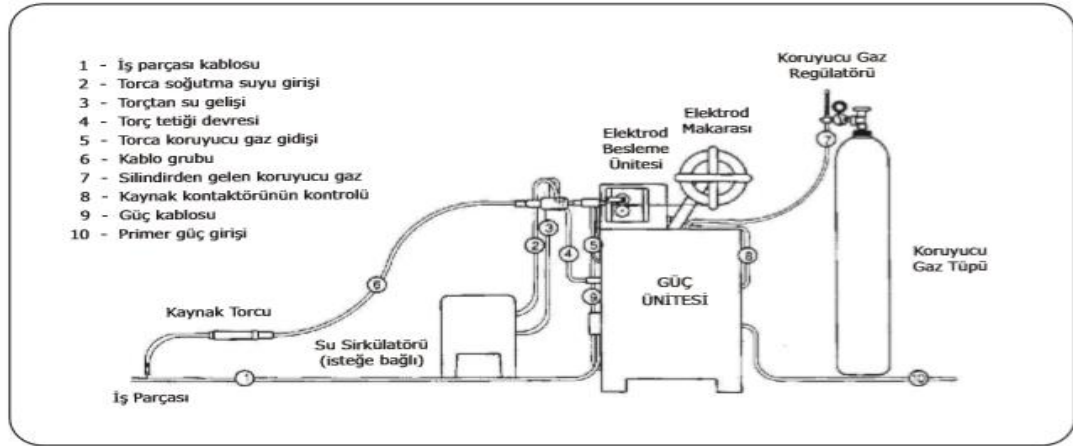 1 - İş parçası kablosu
2 - Torca soğutma suyu girişi
3 - Torçtan su gelişi
4 - Torç tetiği devresi
5 - Torca koruyucu gaz gidişi
6 - Kablo grubu
7 - Silindirden gelen koruyucu gaz
8 - Kaynak kontaktörünün kontrolü
9 - Güç kablosu
10 - Primer güç girişi
Koruyucu Gaz
Regülatörü
Elektrod
Makarası
Elektrod
Besleme
Ünitesi
7
2
3
4
5
8
6
9
GÜÇ
ÜNİTESİ
Koruyucu
Gaz Tüpü
Kaynak Torcu
Su Sirkülatörü
(isteğe bağlı)
1
10
İş Parçası